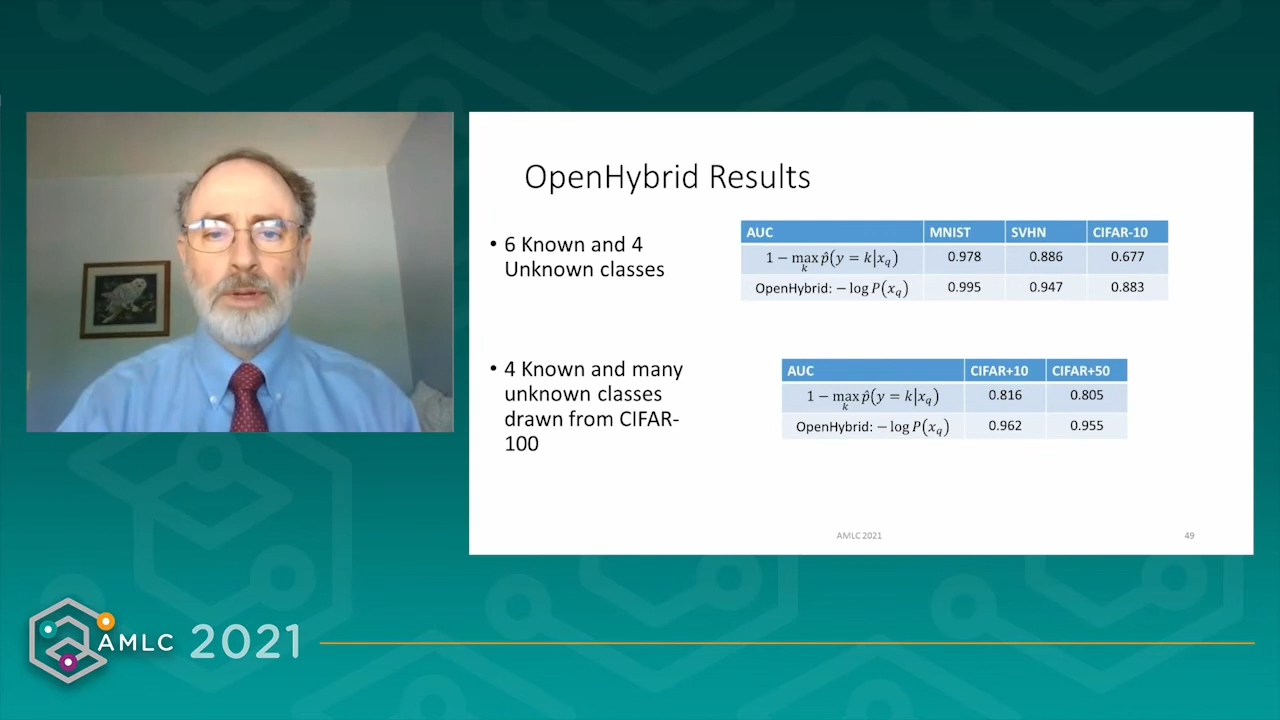 OpenHybrid Results
• 6 Known and 4
Unknown classes
AUC MNIST SVHN CIFAR-10
1 − max_k p̂(y = k|x_q) 0.978 0.886 0.677
OpenHybrid: − log P(x_q) 0.995 0.947 0.883
• 4 Known and many
unknown classes
drawn from CIFAR-
100
AUC CIFAR+10 CIFAR+50
1 − max_k p̂(y = k|x_q) 0.816 0.805
OpenHybrid: − log P(x_q) 0.962 0.955
AMLC 2021 49
AMLC 2021